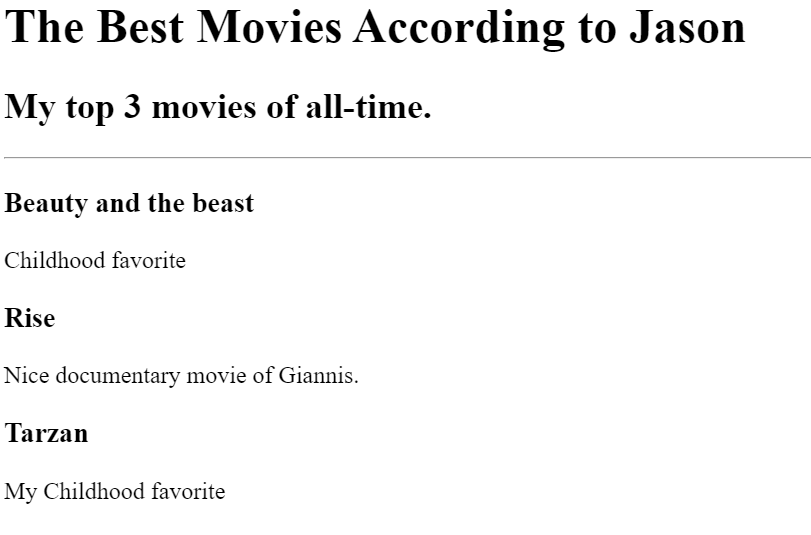 The Best Movies According to Jason
My top 3 movies of all-time.
Beauty and the beast
Childhood favorite
Rise
Nice documentary movie of Giannis.
Tarzan
My Childhood favorite